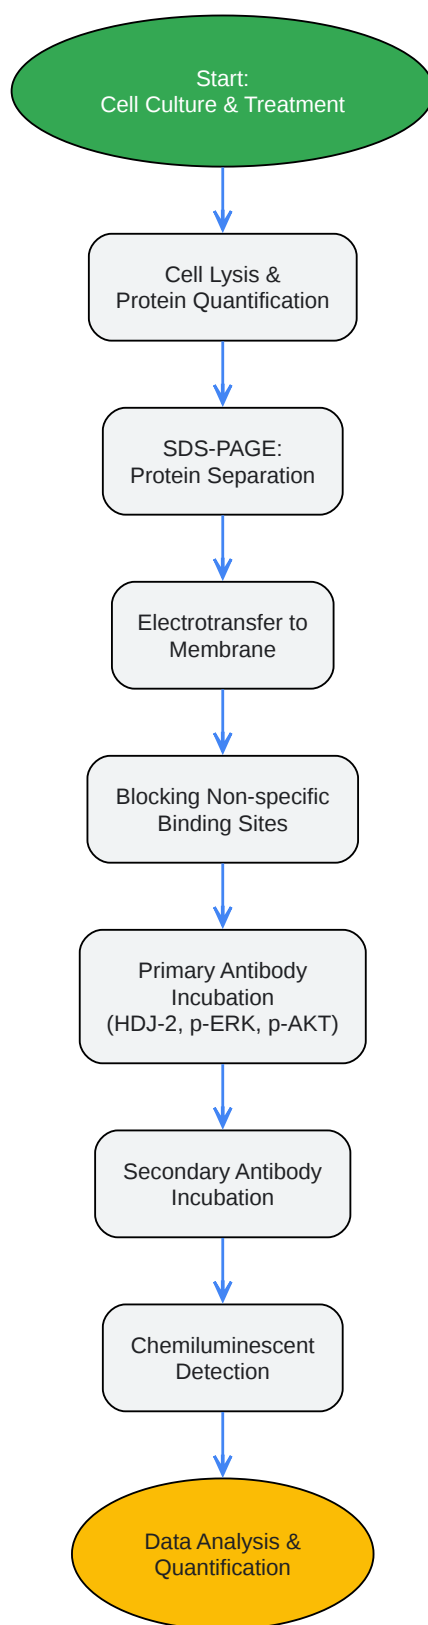 Start:
Cell Culture & Treatment
Cell Lysis &
Protein Quantification
SDS-PAGE:
Protein Separation
Electrotransfer to
Membrane
Blocking Non-specific
Binding Sites
Primary Antibody
Incubation
(HDJ-2, p-ERK, p-AKT)
Secondary Antibody
Incubation
Chemiluminescent
Detection
Data Analysis &
Quantification